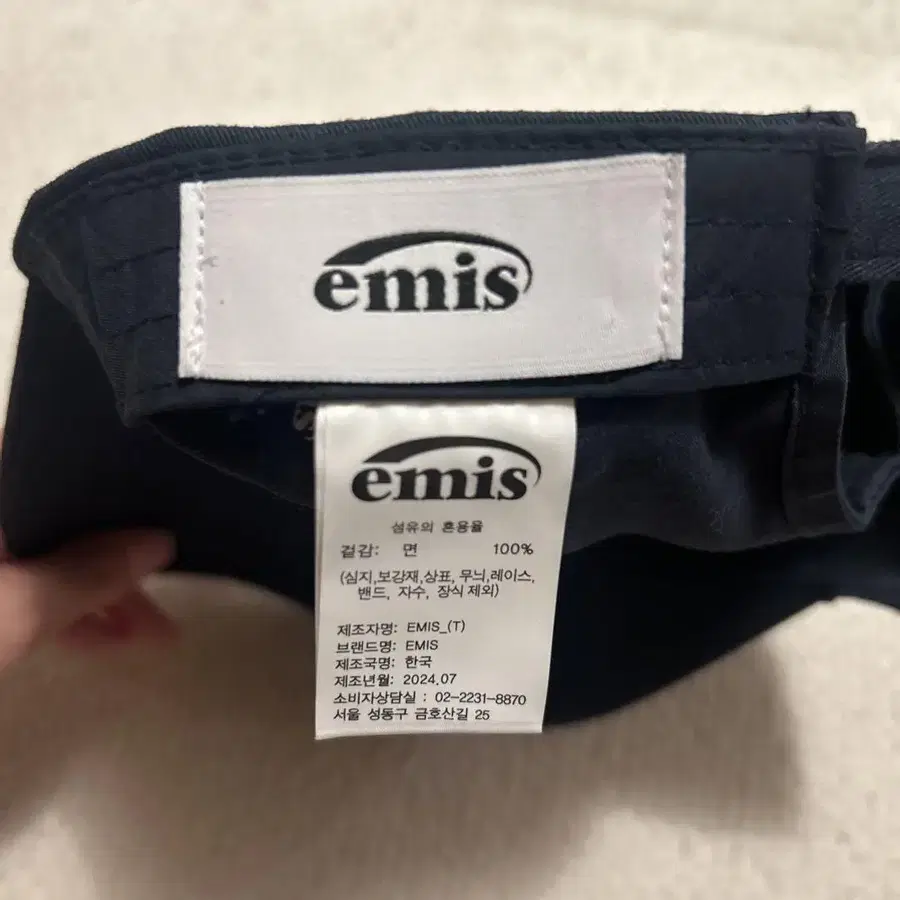 emis
emis
섬유의 혼용율
겉감: 면 100%
(심지,보강재,상표, 무늬,레이스,
밴드, 자수, 장식 제외)
제조자명: EMIS_(T)
브랜드명: EMIS
제조국명: 한국
제조년월: 2024.07
소비자상담실 : 02-2231-8870
서울 성동구 금호산길 25